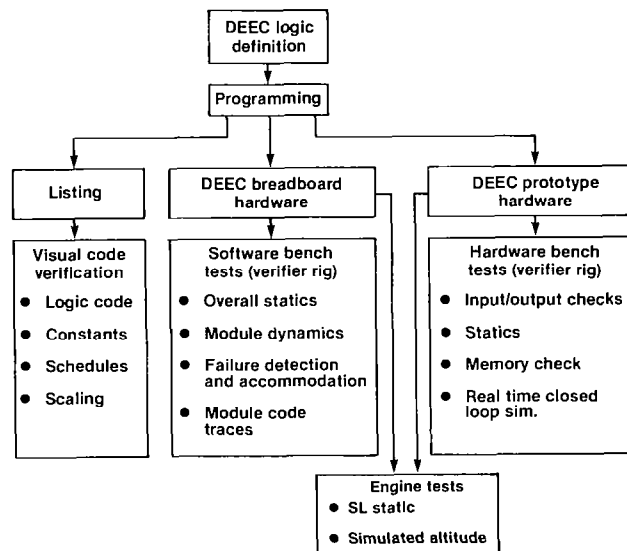 DEEC logic
definition
Programming
Listing
DEEC breadboard
hardware
DEEC prototype
hardware
Visual code
verification
● Logic code
● Constants
● Schedules
● Scaling
Software bench
tests (verifier rig)
● Overall statics
● Module dynamics
● Failure detection
and accommodation
● Module code
traces
Hardware bench
tests (verifier rig)
● Input/output checks
● Statics
● Memory check
● Real time closed
loop sim.
Engine tests
● SL static
● Simulated altitude